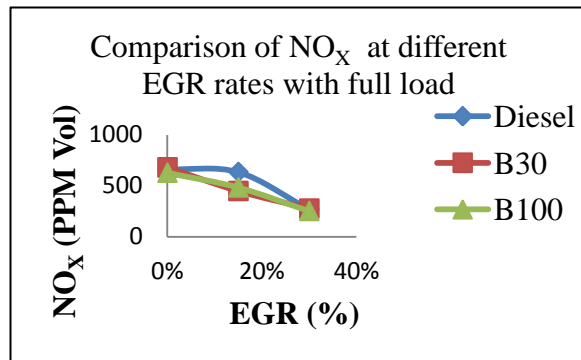 Comparison of NOX at different
EGR rates with full load
1000
500
0
NOX (PPM Vol)
0% 20% 40%
EGR (%)
Diesel
B30
B100